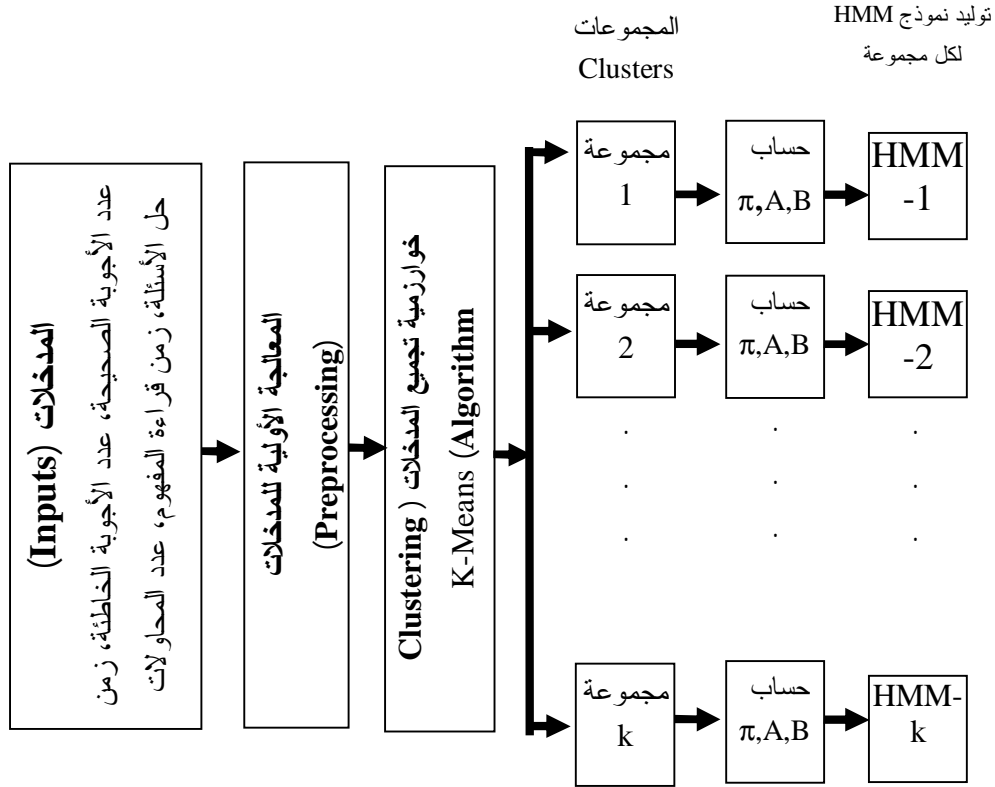 المجموعات
Clusters
توليد نموذج HMM
لكل مجموعة
المدخلات (Inputs)
عدد الأجوبة الصحيحة، عدد الأجوبة الخاطئة، زمن
حل الأسئلة، زمن قراءة المفهوم، عدد المحاولات
المعالجة الأولية للمدخلات
(Preprocessing)
خوارزمية تجميع المدخلات (Clustering
K-Means (Algorithm
مجموعة
1
حساب
π,A,B
HMM
-1
مجموعة
2
حساب
π,A,B
HMM
-2
. . .
. . .
. . .
مجموعة
k
حساب
π,A,B
HMM-
k